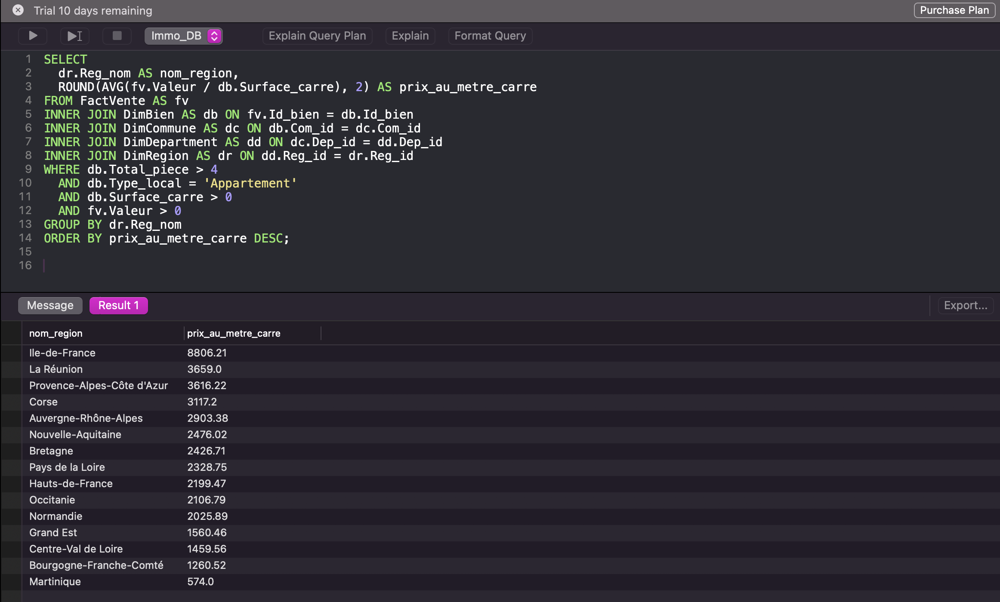 Trial 10 days remaining
Purchase Plan
Immo_DB
Explain Query Plan
Explain
Format Query
1 SELECT
2 dr.Reg_nom AS nom_region,
3 ROUND(AVG(fv.Valeur / db.Surface_carre), 2) AS prix_au_metre_carre
4 FROM FactVente AS fv
5 INNER JOIN DimBien AS db ON fv.Id_bien = db.Id_bien
6 INNER JOIN DimCommune AS dc ON db.Com_id = dc.Com_id
7 INNER JOIN DimDepartment AS dd ON dc.Dep_id = dd.Dep_id
8 INNER JOIN DimRegion AS dr ON dd.Reg_id = dr.Reg_id
9 WHERE db.Total_piece > 4
10 AND db.Type_local = 'Appartement'
11 AND db.Surface_carre > 0
12 AND fv.Valeur > 0
13 GROUP BY dr.Reg_nom
14 ORDER BY prix_au_metre_carre DESC;
15
16
Message
Result 1
Export...
nom_region prix_au_metre_carre
Ile-de-France 8806.21
La Réunion 3659.0
Provence-Alpes-Côte d'Azur 3616.22
Corse 3117.2
Auvergne-Rhône-Alpes 2903.38
Nouvelle-Aquitaine 2476.02
Bretagne 2426.71
Pays de la Loire 2328.75
Hauts-de-France 2199.47
Occitanie 2106.79
Normandie 2025.89
Grand Est 1560.46
Centre-Val de Loire 1459.56
Bourgogne-Franche-Comté 1260.52
Martinique 574.0